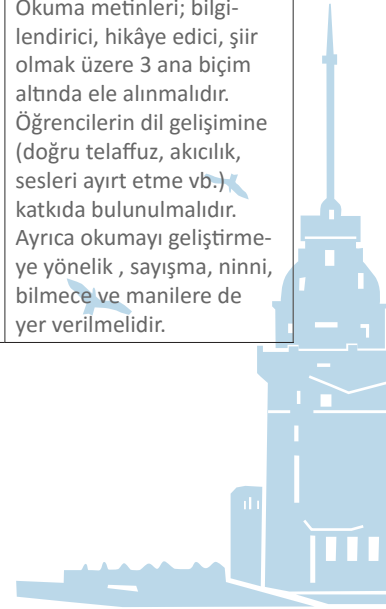 Okuma metinleri; bilgi-
lendirici, hikâye edici, şiir
olmak üzere 3 ana biçim
altında ele alınmalıdır.
Öğrencilerin dil gelişimine
(doğru telaffuz, akıcılık,
sesleri ayırt etme vb.)
katkıda bulunulmalıdır.
Ayrıca okumayı geliştirme-
ye yönelik , sayışma, ninni,
bilmece ve manilere de
yer verilmelidir.